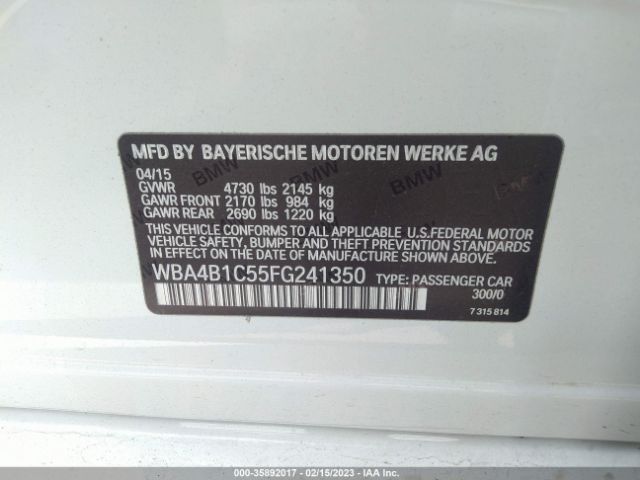 MFD BY BAYERISCHE MOTOREN WERKE AG
04/15
GVWR 4730 lbs 2145 kg
GAWR FRONT 2170 lbs 984 kg
GAWR REAR 2690 lbs 1220 kg
THIS VEHICLE CONFORMS TO ALL APPLICABLE U.S.FEDERAL MOTOR
VEHICLE SAFETY, BUMPER AND THEFT PREVENTION STANDARDS
IN EFFECT ON THE DATE OF MANUFACTURE SHOWN ABOVE.
WBA4B1C55FG241350 TYPE: PASSENGER CAR
300/0
7 315 814
000-35892017 - 02/15/2023 - IAAI.COM